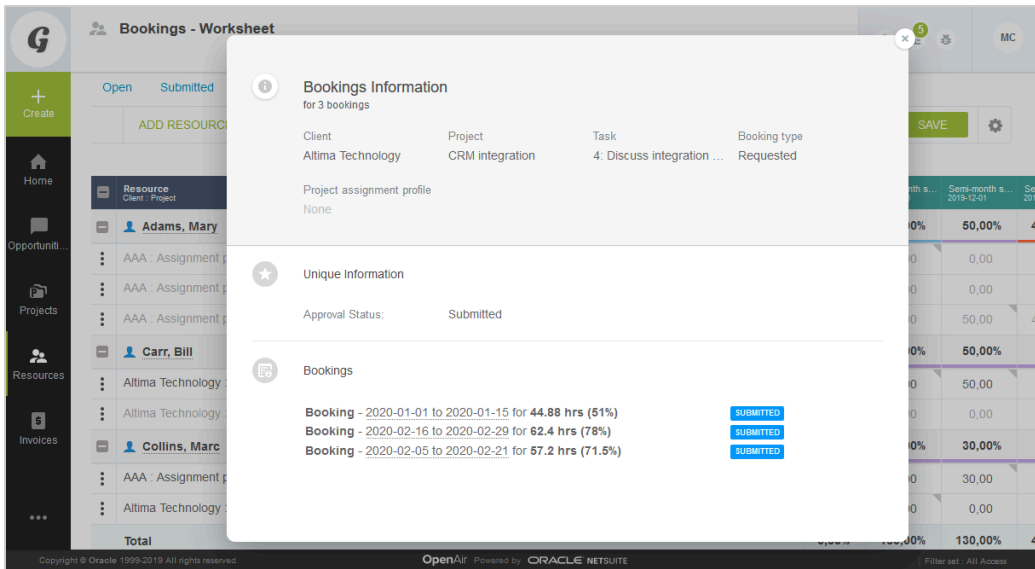 G
Bookings - Worksheet
5
MC
Create
Home
Opportuniti...
Projects
Resources
Invoices
Open Submitted
ADD RESOURC
SAVE
Resource
Client : Project
Semi-month s...
2019-12-01
Adams, Mary
50,00%
AAA : Assignment p
0,00
AAA : Assignment p
0,00
AAA : Assignment p
50,00
Carr, Bill
50,00%
Altima Technology :
50,00
Altima Technology :
0,00
Collins, Marc
30,00%
AAA : Assignment p
30,00
Altima Technology :
0,00
Total
130,00%
Bookings Information
for 3 bookings
Client Project Task Booking type
Altima Technology CRM integration 4: Discuss integration ... Requested
Project assignment profile
None
Unique Information
Approval Status: Submitted
Bookings
Booking - 2020-01-01 to 2020-01-15 for 44.88 hrs (51%) SUBMITTED
Booking - 2020-02-16 to 2020-02-29 for 62.4 hrs (78%) SUBMITTED
Booking - 2020-02-05 to 2020-02-21 for 57.2 hrs (71.5%) SUBMITTED
Copyright © Oracle 1999-2019 All rights reserved.
OpenAir Powered by ORACLE NETSUITE
Filter set : All Access